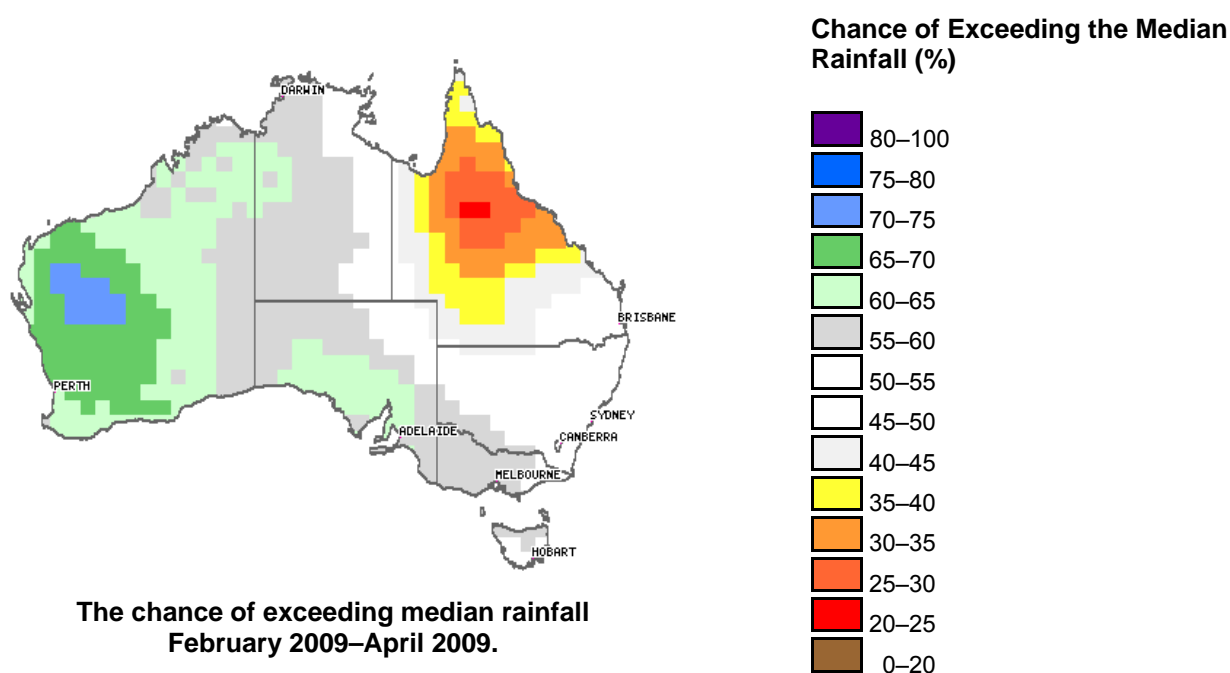 Chance of Exceeding the Median
Rainfall (%)
DARWIN
BRISBANE
PERTH
SYDNEY
ADELAIDE
CANBERRA
MELBOURNE
HOBART
80–100
75–80
70–75
65–70
60–65
55–60
50–55
45–50
40–45
35–40
30–35
25–30
20–25
0–20
The chance of exceeding median rainfall
February 2009–April 2009.